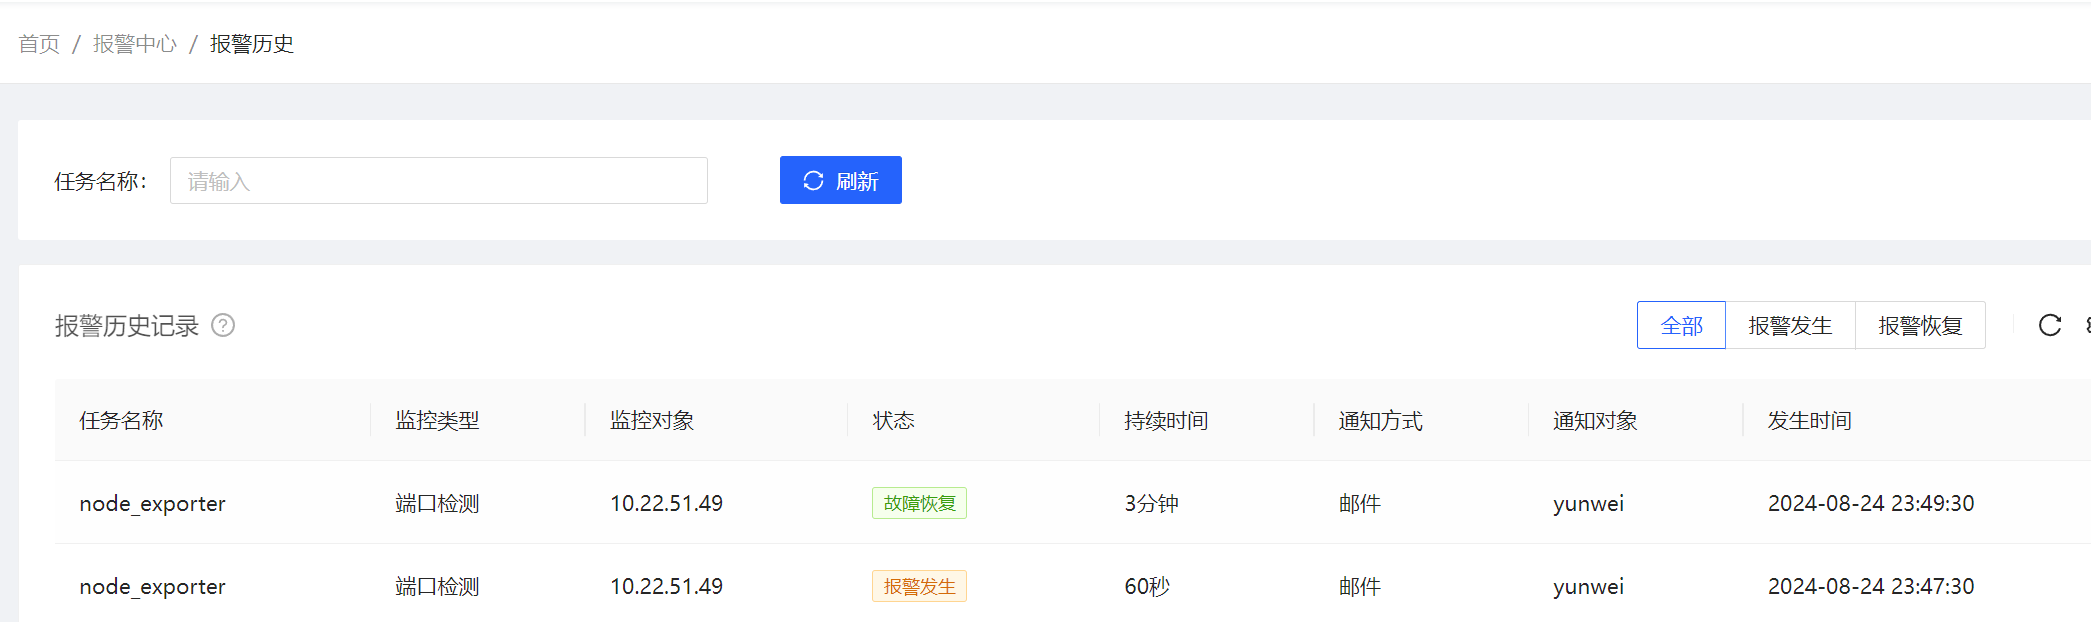 首页 / 报警中心 / 报警历史
任务名称: 请输入 刷新
报警历史记录 ? 全部 报警发生 报警恢复
任务名称 监控类型 监控对象 状态 持续时间 通知方式 通知对象 发生时间
node_exporter 端口检测 10.22.51.49 故障恢复 3分钟 邮件 yunwei 2024-08-24 23:49:30
node_exporter 端口检测 10.22.51.49 报警发生 60秒 邮件 yunwei 2024-08-24 23:47:30